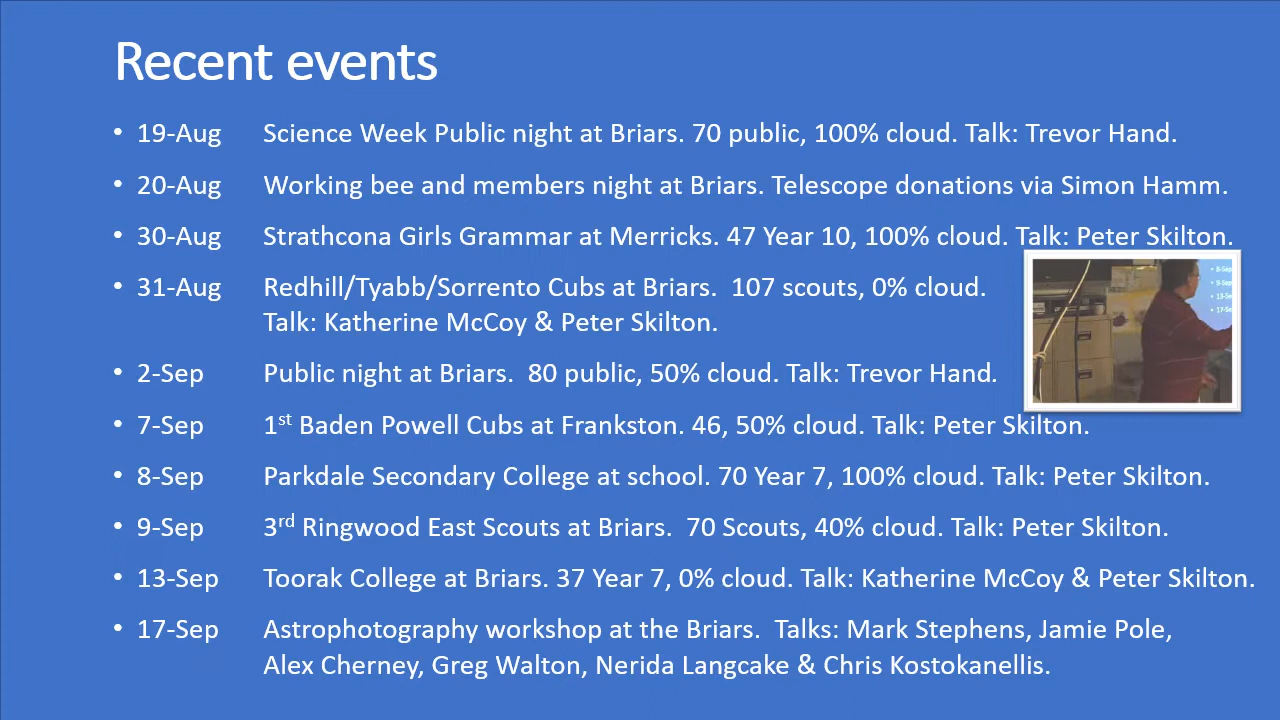 Recent events
• 19-Aug Science Week Public night at Briars. 70 public, 100% cloud. Talk: Trevor Hand.
• 20-Aug Working bee and members night at Briars. Telescope donations via Simon Hamm.
• 30-Aug Strathcona Girls Grammar at Merricks. 47 Year 10, 100% cloud. Talk: Peter Skilton.
• 31-Aug Redhill/Tyabb/Sorrento Cubs at Briars.  107 scouts, 0% cloud.
Talk: Katherine McCoy & Peter Skilton.
• 2-Sep Public night at Briars.  80 public, 50% cloud. Talk: Trevor Hand.
• 7-Sep 1st Baden Powell Cubs at Frankston. 46, 50% cloud. Talk: Peter Skilton.
• 8-Sep Parkdale Secondary College at school. 70 Year 7, 100% cloud. Talk: Peter Skilton.
• 9-Sep 3rd Ringwood East Scouts at Briars.  70 Scouts, 40% cloud. Talk: Peter Skilton.
• 13-Sep Toorak College at Briars. 37 Year 7, 0% cloud. Talk: Katherine McCoy & Peter Skilton.
• 17-Sep Astrophotography workshop at the Briars.  Talks: Mark Stephens, Jamie Pole,
Alex Cherney, Greg Walton, Nerida Langcake & Chris Kostokanellis.